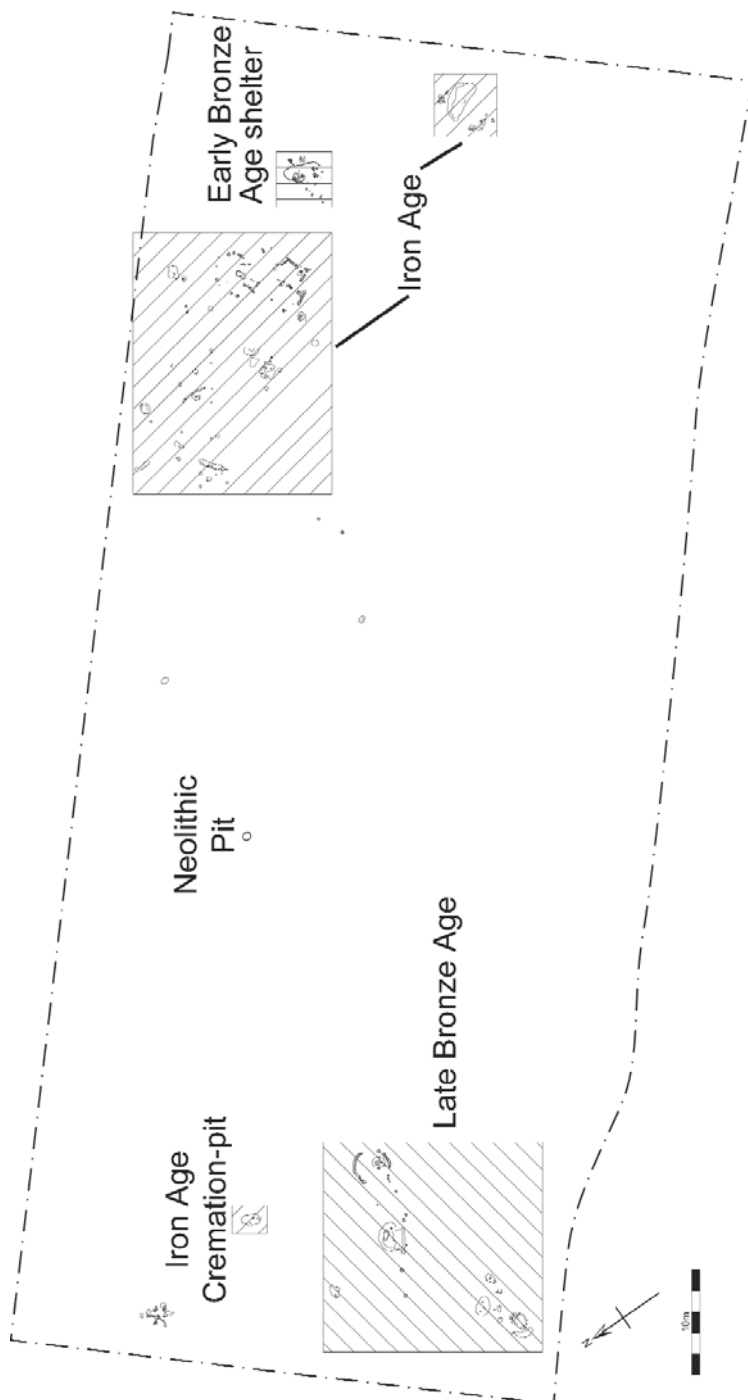 Early Bronze
Age shelter
Iron Age
Neolithic
Pit
Late Bronze Age
Iron Age
Cremation-pit
N
10m